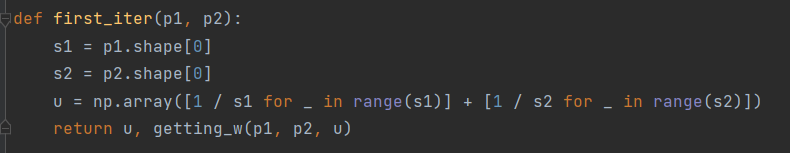 def first_iter(p1, p2):
    s1 = p1.shape[0]
    s2 = p2.shape[0]
    u = np.array([1 / s1 for _ in range(s1)] + [1 / s2 for _ in range(s2)])
    return u, getting_w(p1, p2, u)